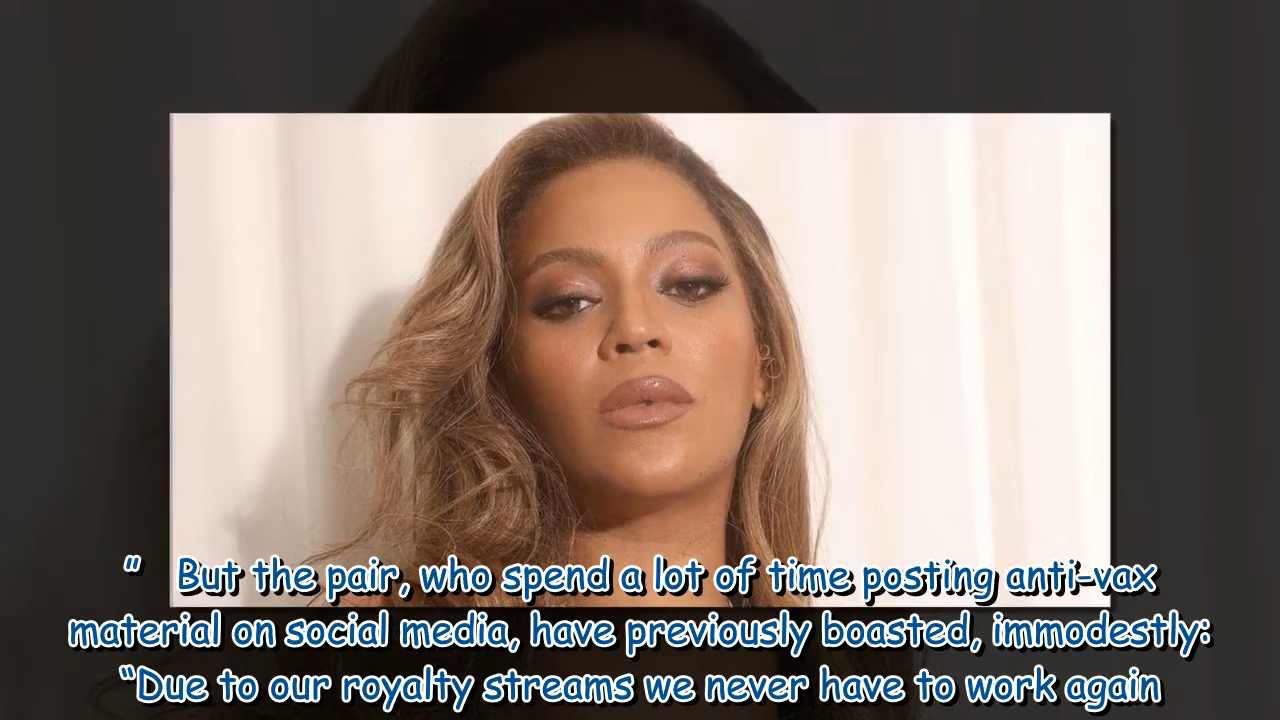 ” But the pair, who spend a lot of time posting anti-vax
material on social media, have previously boasted, immodestly:
“Due to our royalty streams we never have to work again